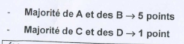 - Majorité de A et des B → 5 points
- Majorité de C et des D → 1 point